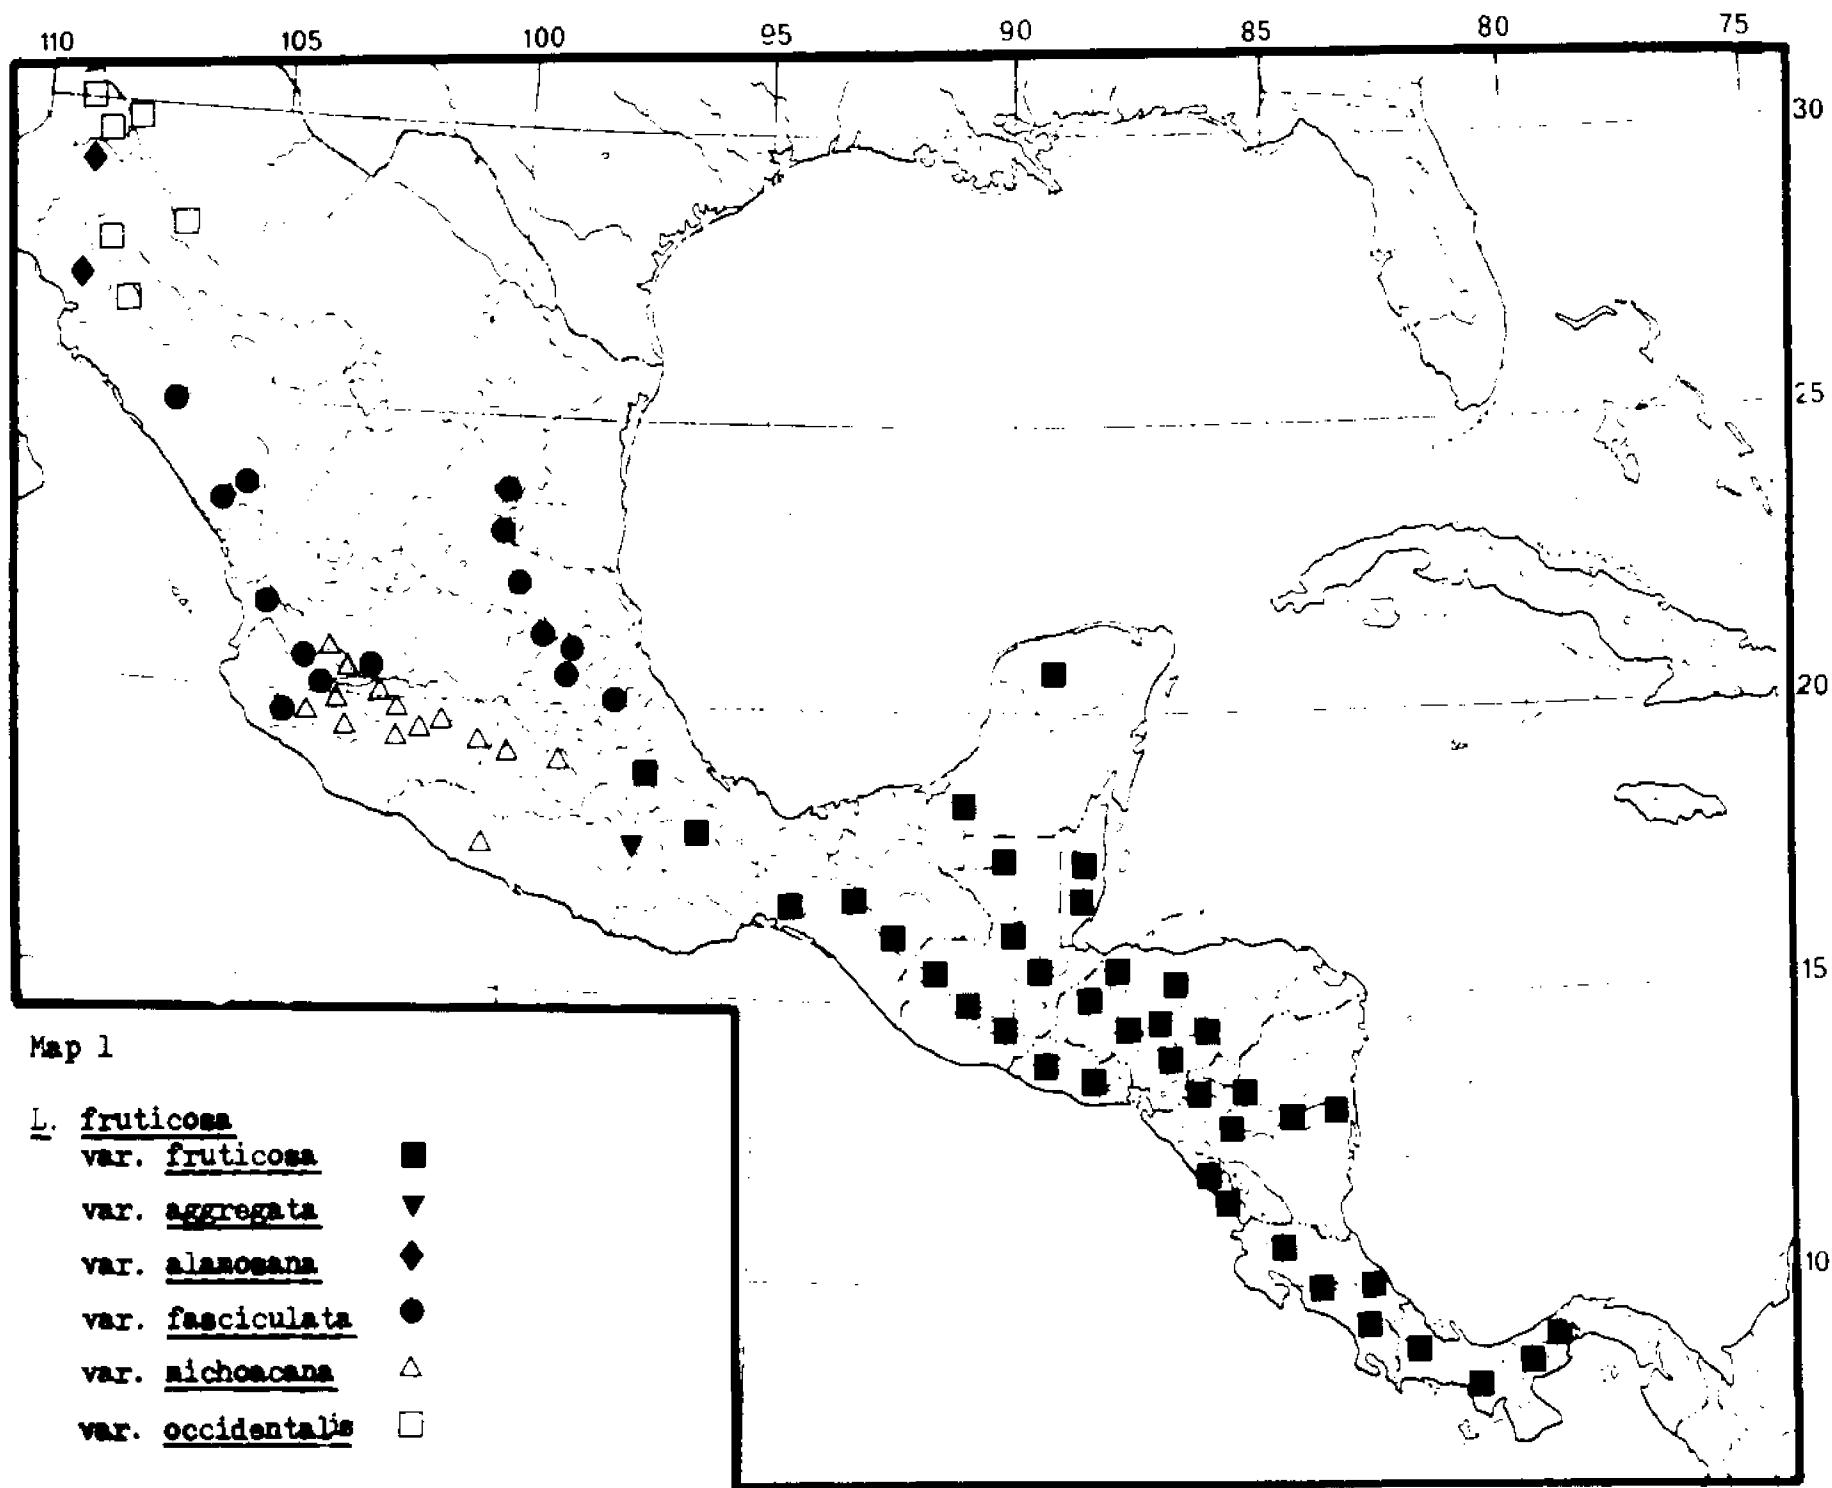 110 105 100 95 90 85 80 75
30
25
20
15
10
Map 1
L. fruticosa
var. fruticosa
var. aggregata
var. alamosana
var. fasciculata
var. michoacana
var. occidentalis